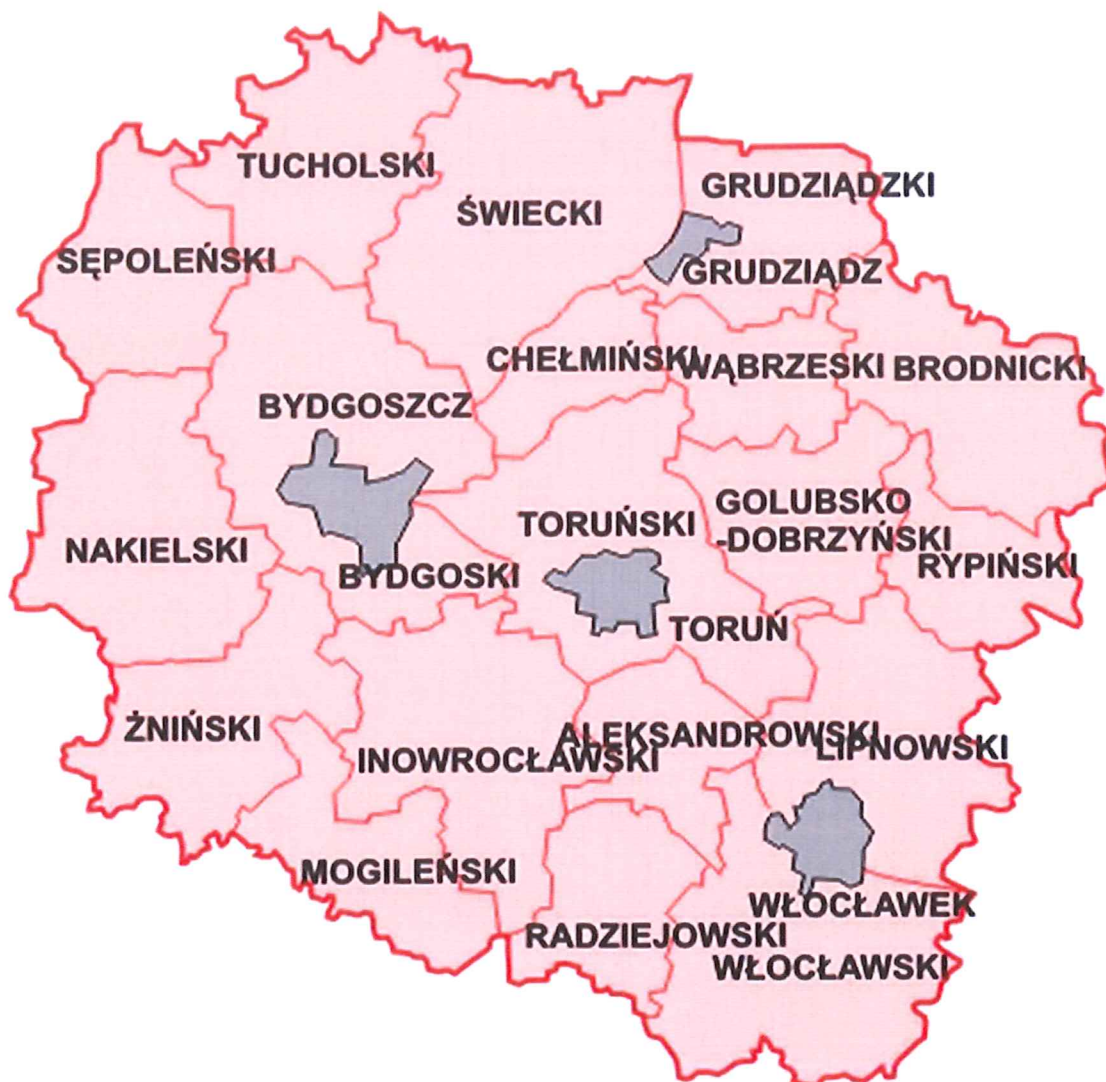 TUCHOLSKI
GRUDZIĄDZKI
ŚWIECKI
SĘPOLEŃSKI
GRUDZIĄDZ
CHEŁMIŃSKI
WĄBRZESKI
BRODNICKI
BYDGOSZCZ
GOLUBSKO
-DOBRZYŃSKI
TORUŃSKI
NAKIELSKI
RYPIŃSKI
BYDGOSKI
TORUŃ
ŻNIŃSKI
ALEKSANDROWSKI
LIPNOWSKI
INOWROCŁAWSKI
MOGILEŃSKI
WŁOCŁAWEK
RADZIEJOWSKI
WŁOCŁAWSKI